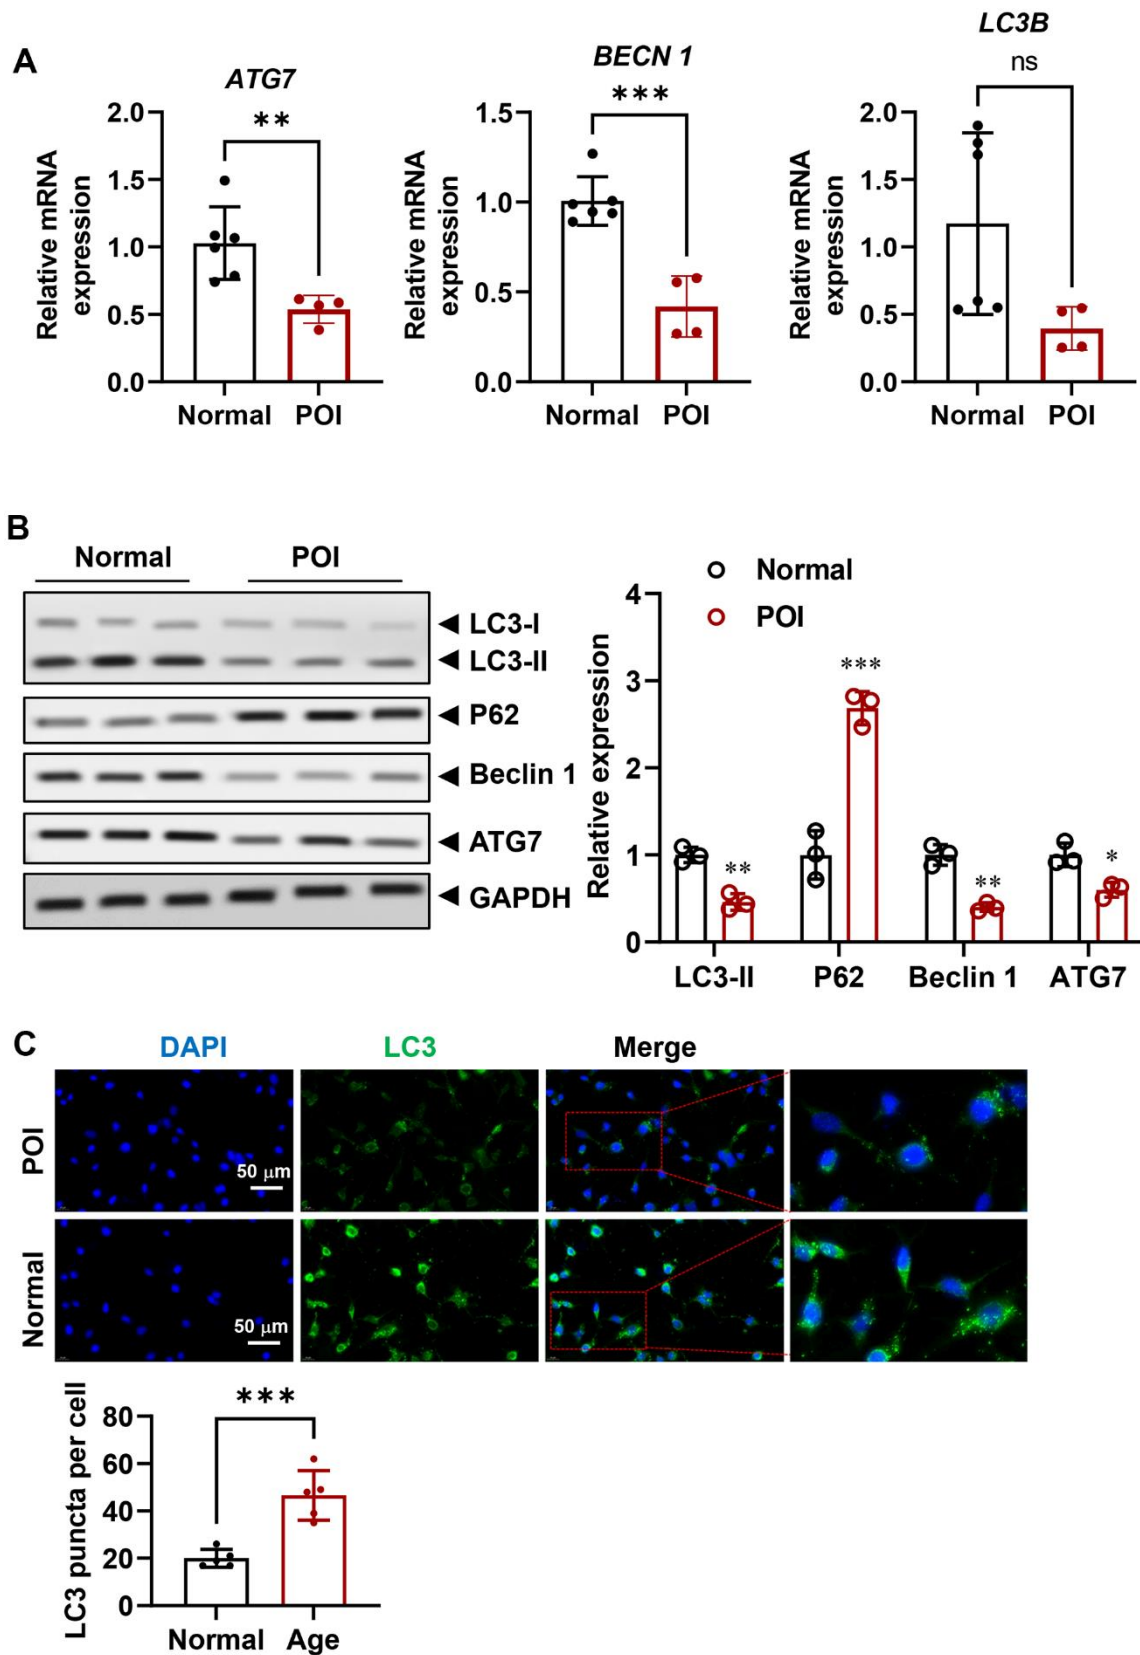 A
ATG7
**
Relative mRNA
expression
2.0
1.5
1.0
0.5
0.0
Normal POI
BECN 1
***
Relative mRNA
expression
1.5
1.0
0.5
0.0
Normal POI
LC3B
ns
Relative mRNA
expression
2.0
1.5
1.0
0.5
0.0
Normal POI
B
Normal POI
LC3-I
LC3-II
P62
Beclin 1
ATG7
GAPDH
Normal
POI
Relative expression
4
3
2
1
0
**
***
**
*
LC3-II P62 Beclin 1 ATG7
C
DAPI LC3 Merge
POI
50 μm
Normal
50 μm
LC3 puncta per cell
***
80
60
40
20
0
Normal Age